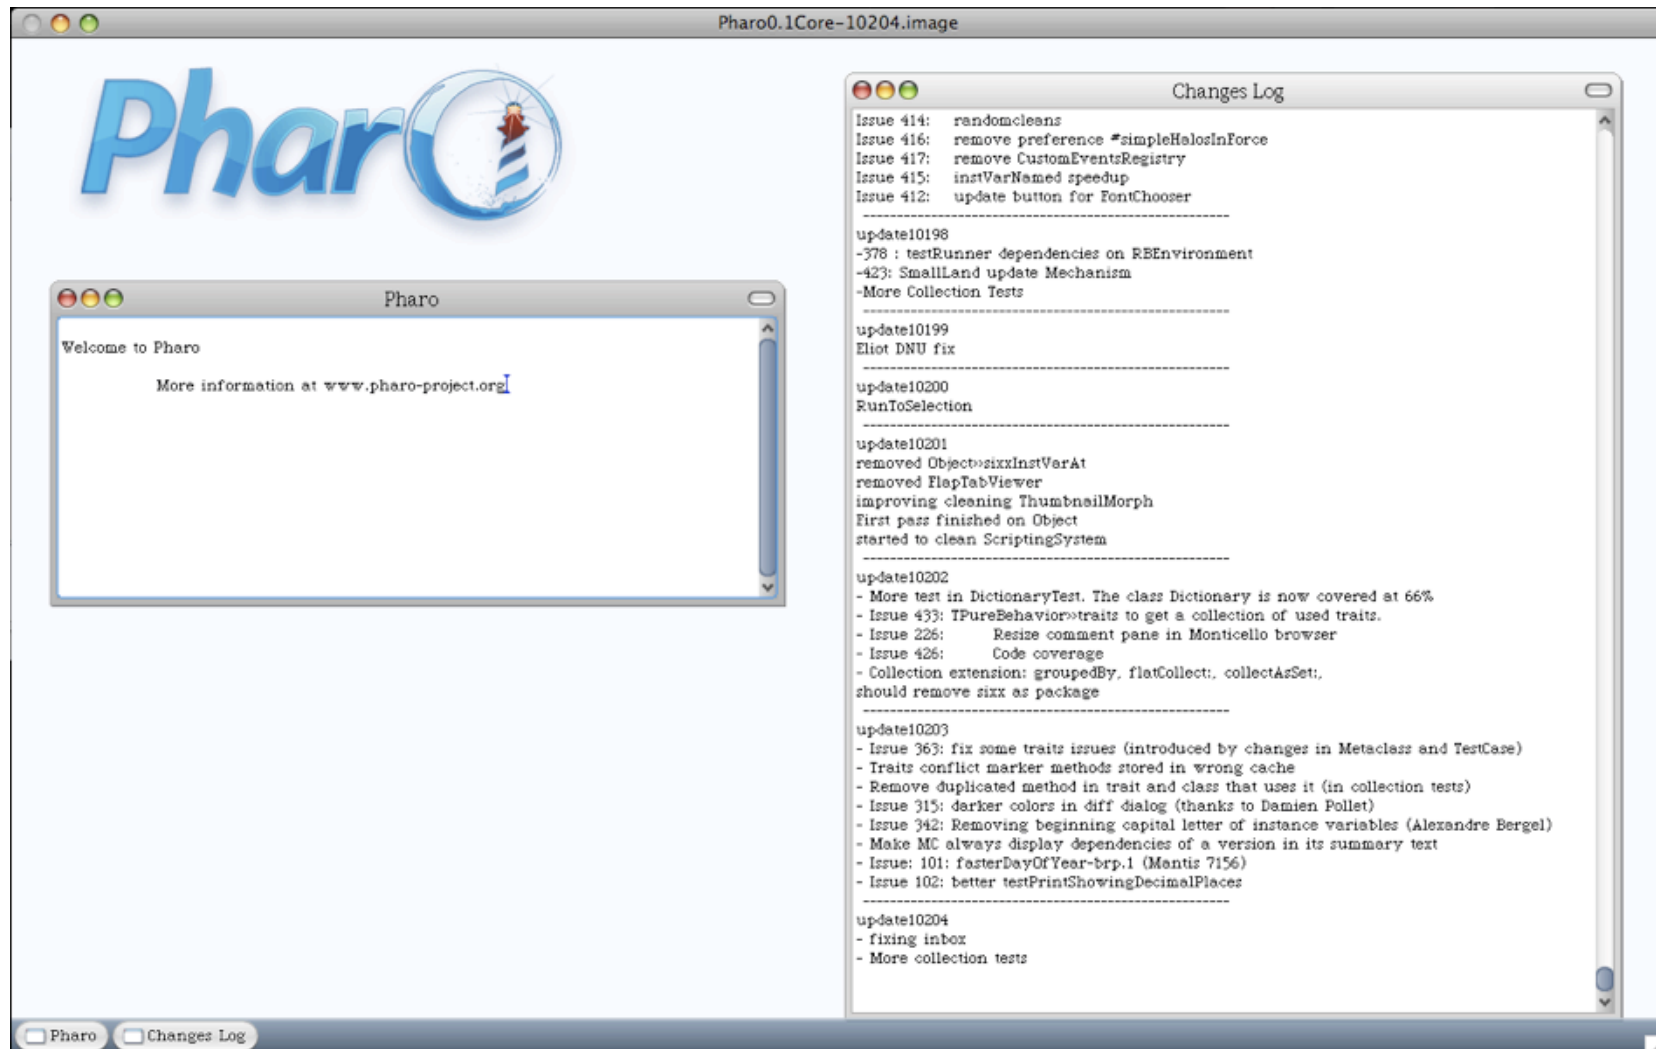 Pharo0.1Core-10204.image
Pharo
Pharo
Welcome to Pharo
More information at www.pharo-project.org
Changes Log
Issue 414: randomcleans
Issue 416: remove preference #simpleHalosInForce
Issue 417: remove CustomEventsRegistry
Issue 415: instVarNamed speedup
Issue 412: update button for FontChooser
--------------------------------------------------
update10198
-378 : testRunner dependencies on RBEnvironment
-423: SmallLand update Mechanism
-More Collection Tests
--------------------------------------------------
update10199
Eliot DNU fix
--------------------------------------------------
update10200
RunToSelection
--------------------------------------------------
update10201
removed Object»sixxInstVarAt
removed FlapTabViewer
improving cleaning ThumbnailMorph
First pass finished on Object
started to clean ScriptingSystem
--------------------------------------------------
update10202
- More test in DictionaryTest. The class Dictionary is now covered at 66%
- Issue 433: TPureBehavior»traits to get a collection of used traits.
- Issue 226: Resize comment pane in Monticello browser
- Issue 426: Code coverage
- Collection extension: groupedBy, flatCollect:, collectAsSet:,
should remove sixx as package
--------------------------------------------------
update10203
- Issue 363: fix some traits issues (introduced by changes in Metaclass and TestCase)
- Traits conflict marker methods stored in wrong cache
- Remove duplicated method in trait and class that uses it (in collection tests)
- Issue 315: darker colors in diff dialog (thanks to Damien Pollet)
- Issue 342: Removing beginning capital letter of instance variables (Alexandre Bergel)
- Make MC always display dependencies of a version in its summary text
- Issue: 101: fasterDayOfYear-brp.1 (Mantis 7156)
- Issue 102: better testPrintShowingDecimalPlaces
--------------------------------------------------
update10204
- fixing inbox
- More collection tests
Pharo
Changes Log